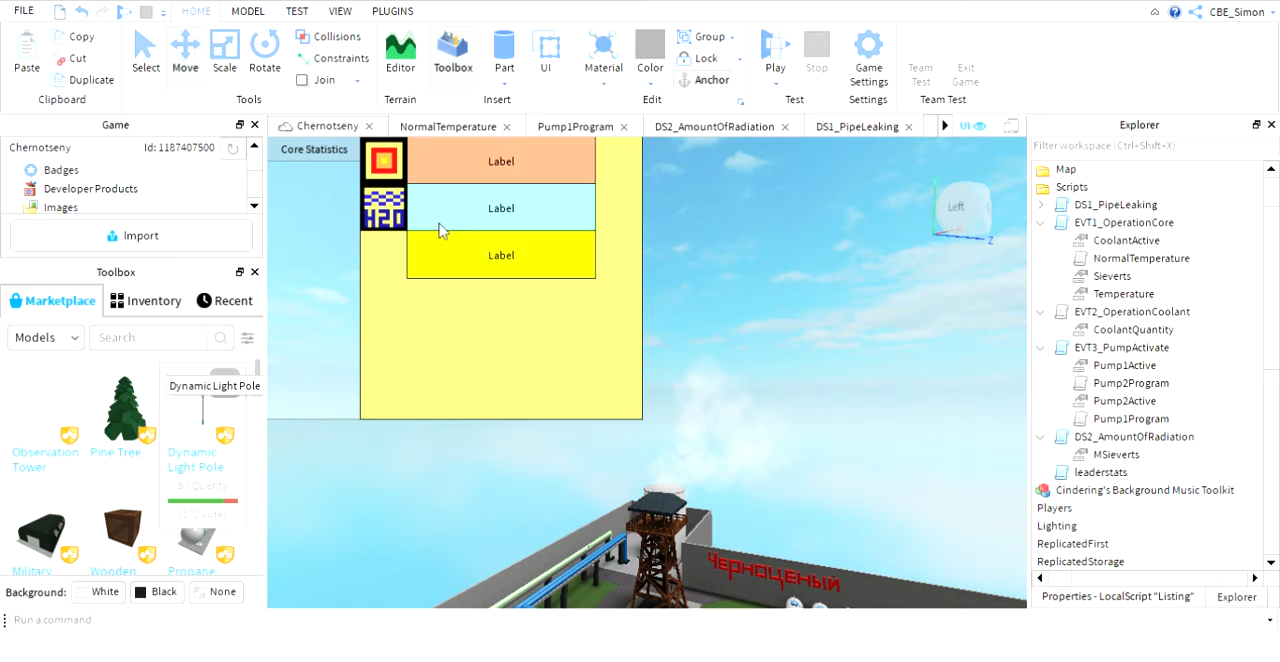 FILE HOME MODEL TEST VIEW PLUGINS CBE_Simon
Paste Copy Cut Duplicate Select Move Scale Rotate Collisions Constraints Join Editor Toolbox Part UI Material Color Group Lock Anchor Play Stop Game Settings Team Test Exit Game
Clipboard Tools Terrain Insert Edit Test Settings Team Test
Game
Chernotseny Id: 1187407500
Badges
Developer Products
Images
Import
Toolbox
Marketplace Inventory Recent
Models Search
Dynamic Light Pole
Observation Tower
Pine Tree
Dynamic Light Pole
by Quenty
Military
Wooden
Propane
Background: White Black None
Run a command
Chernotseny NormalTemperature Pump1Program DS2_AmountOfRadiation DS1_PipeLeaking UI
Core Statistics
Label
H2O
Label
Label
Left
Z
Черноценый
Explorer
Filter workspace (Ctrl+Shift+X)
Map
Scripts
DS1_PipeLeaking
EVT1_OperationCore
CoolantActive
NormalTemperature
Sieverts
Temperature
EVT2_OperationCoolant
CoolantQuantity
EVT3_PumpActivate
Pump1Active
Pump2Program
Pump2Active
Pump1Program
DS2_AmountOfRadiation
MSieverts
leaderstats
Cindering's Background Music Toolkit
Players
Lighting
ReplicatedFirst
ReplicatedStorage
Properties - LocalScript "Listing" Explorer